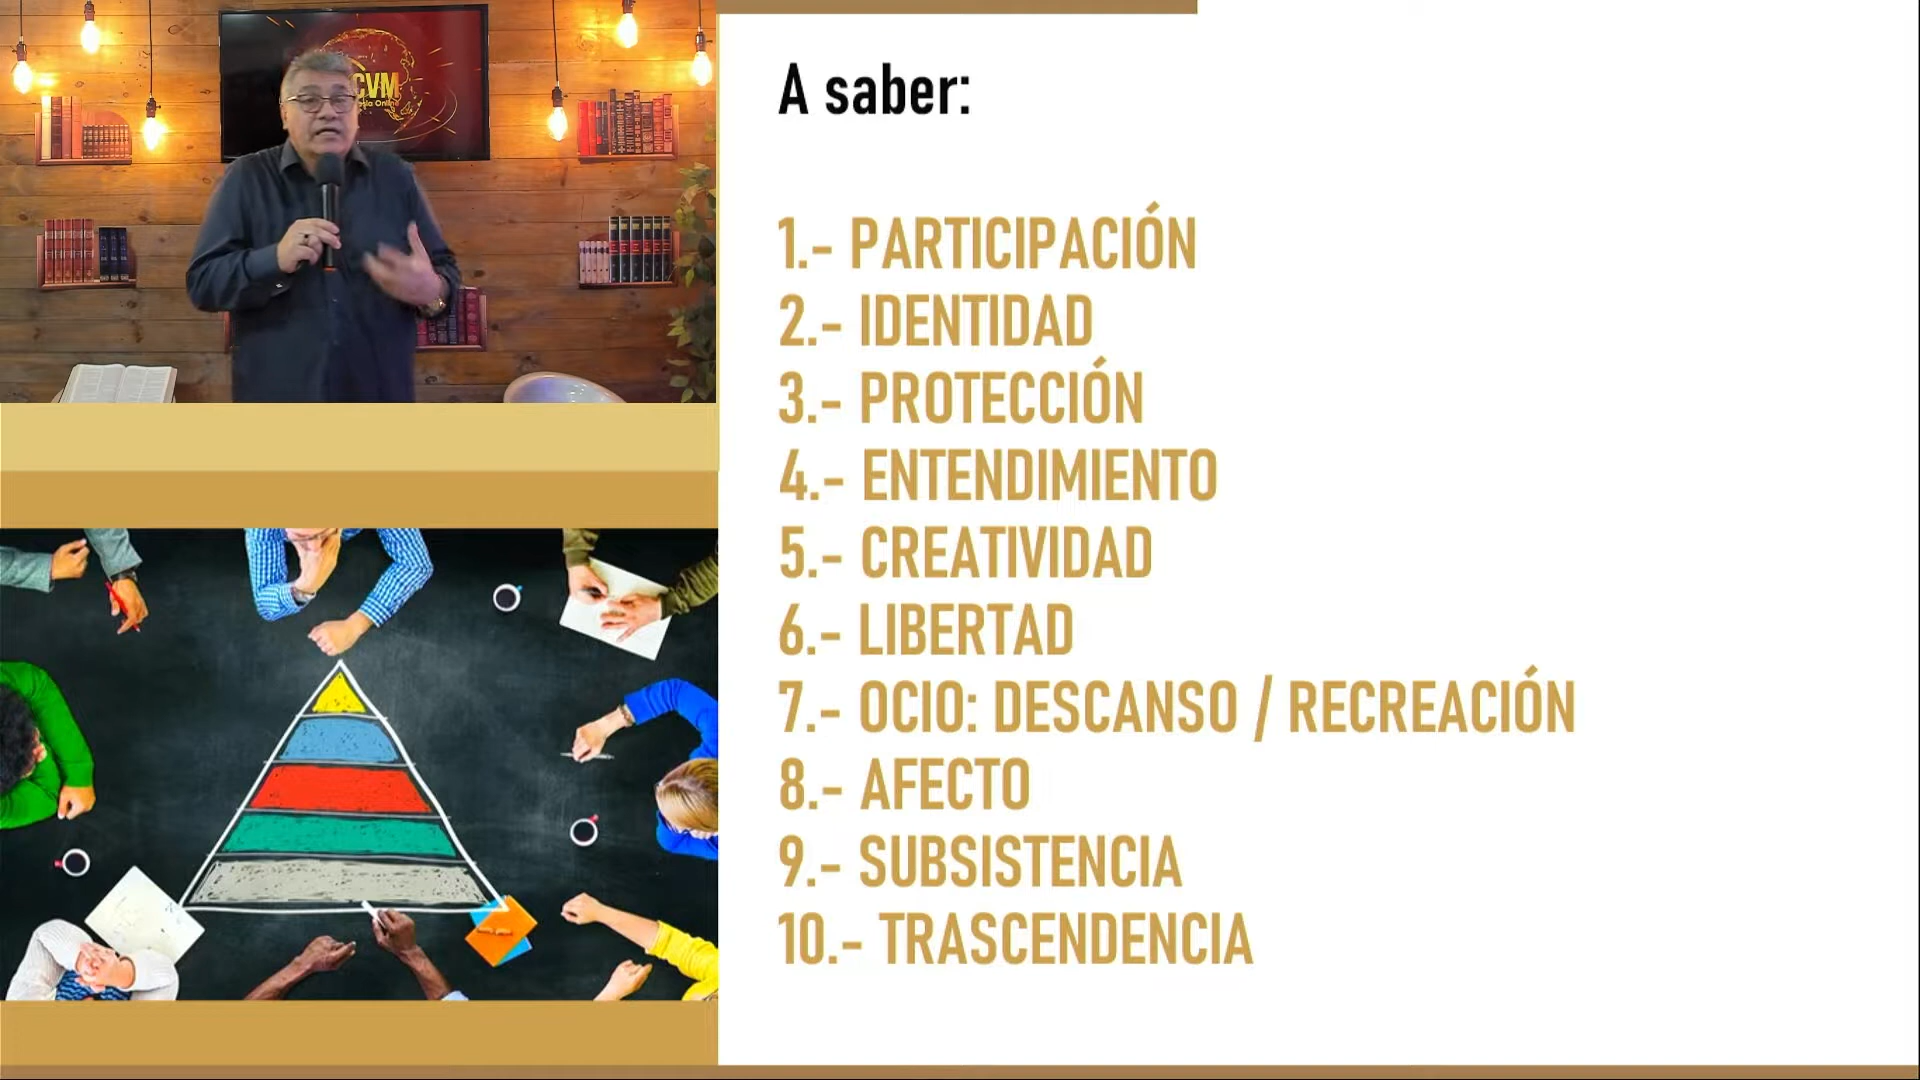 CVM
A saber:
1.- PARTICIPACIÓN
2.- IDENTIDAD
3.- PROTECCIÓN
4.- ENTENDIMIENTO
5.- CREATIVIDAD
6.- LIBERTAD
7.- OCIO: DESCANSO / RECREACIÓN
8.- AFECTO
9.- SUBSISTENCIA
10.- TRASCENDENCIA